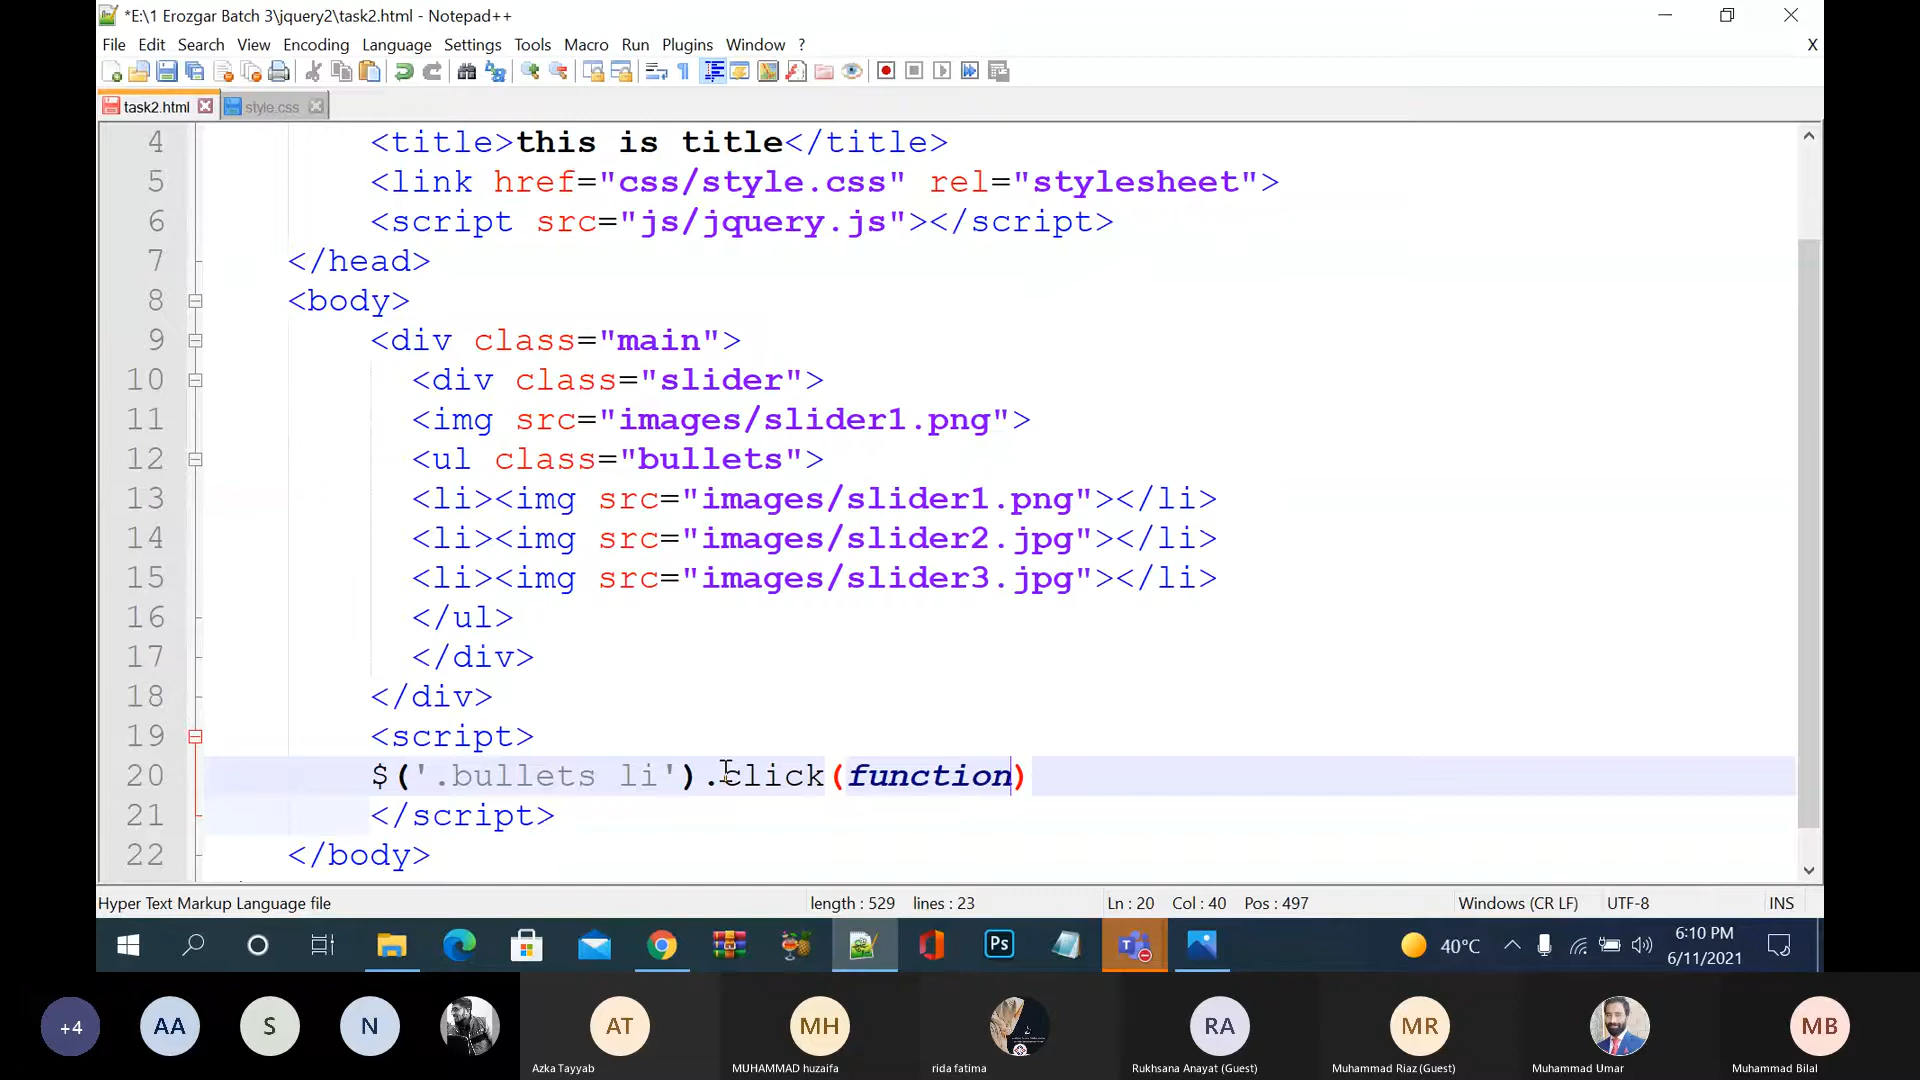 *E:\1 Erozgar Batch 3\jquery2\task2.html - Notepad++
File Edit Search View Encoding Language Settings Tools Macro Run Plugins Window ? X
task2.html style.css
4 <title>this is title</title>
5 <link href="css/style.css" rel="stylesheet">
6 <script src="js/jquery.js"></script>
7 </head>
8 <body>
9 <div class="main">
10 <div class="slider">
11 <img src="images/slider1.png">
12 <ul class="bullets">
13 <li><img src="images/slider1.png"></li>
14 <li><img src="images/slider2.jpg"></li>
15 <li><img src="images/slider3.jpg"></li>
16 </ul>
17 </div>
18 </div>
19 <script>
20 $('.bullets li').click(function)
21 </script>
22 </body>
Hyper Text Markup Language file length : 529 lines : 23 Ln : 20 Col : 40 Pos : 497 Windows (CR LF) UTF-8 INS
Ps 40°C 6:10 PM
6/11/2021
+4 AA S N AT MH RA MR MB
Azka Tayyab MUHAMMAD huzaifa rida fatima Rukhsana Anayat (Guest) Muhammad Riaz (Guest) Muhammad Umar Muhammad Bilal